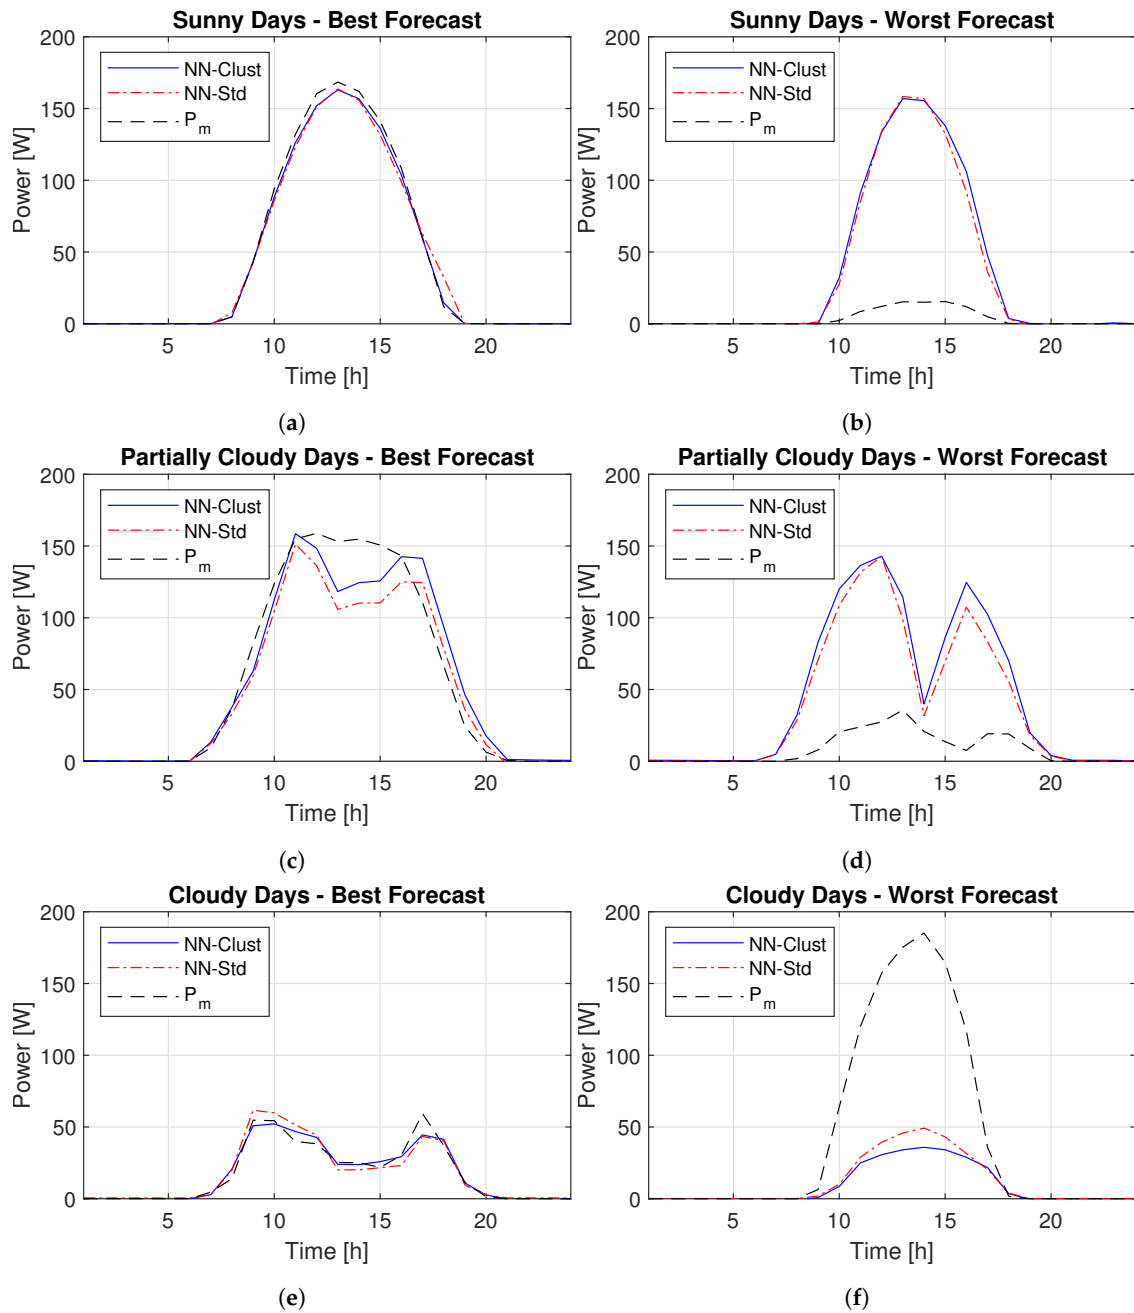 Sunny Days - Best Forecast
200
150
100
50
0
Power [W]
NN-Clust
NN-Std
P_m
5
10
15
20
Time [h]
(a)
Sunny Days - Worst Forecast
200
150
100
50
0
Power [W]
NN-Clust
NN-Std
P_m
5
10
15
20
Time [h]
(b)
Partially Cloudy Days - Best Forecast
200
150
100
50
0
Power [W]
NN-Clust
NN-Std
P_m
5
10
15
20
Time [h]
(c)
Partially Cloudy Days - Worst Forecast
200
150
100
50
0
Power [W]
NN-Clust
NN-Std
P_m
5
10
15
20
Time [h]
(d)
Cloudy Days - Best Forecast
200
150
100
50
0
Power [W]
NN-Clust
NN-Std
P_m
5
10
15
20
Time [h]
(e)
Cloudy Days - Worst Forecast
200
150
100
50
0
Power [W]
NN-Clust
NN-Std
P_m
5
10
15
20
Time [h]
(f)